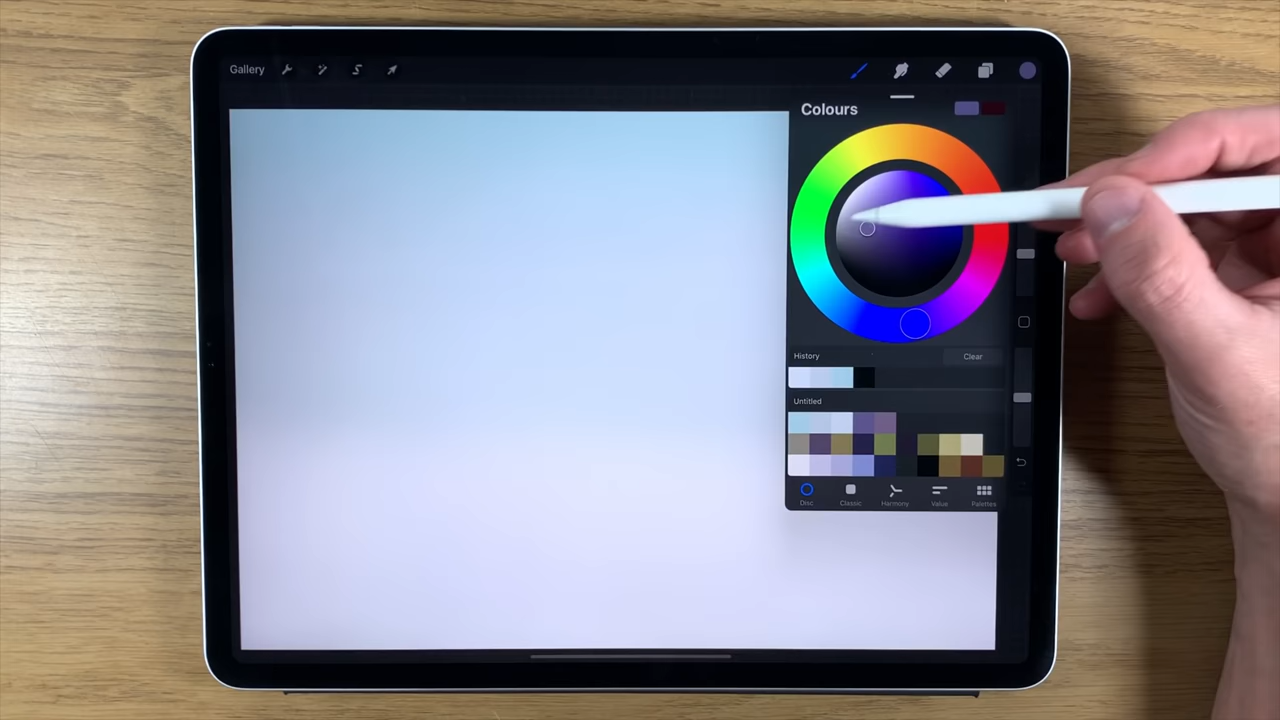 Gallery
Colours
History Clear
Untitled
Disc Classic Harmony Value Palettes